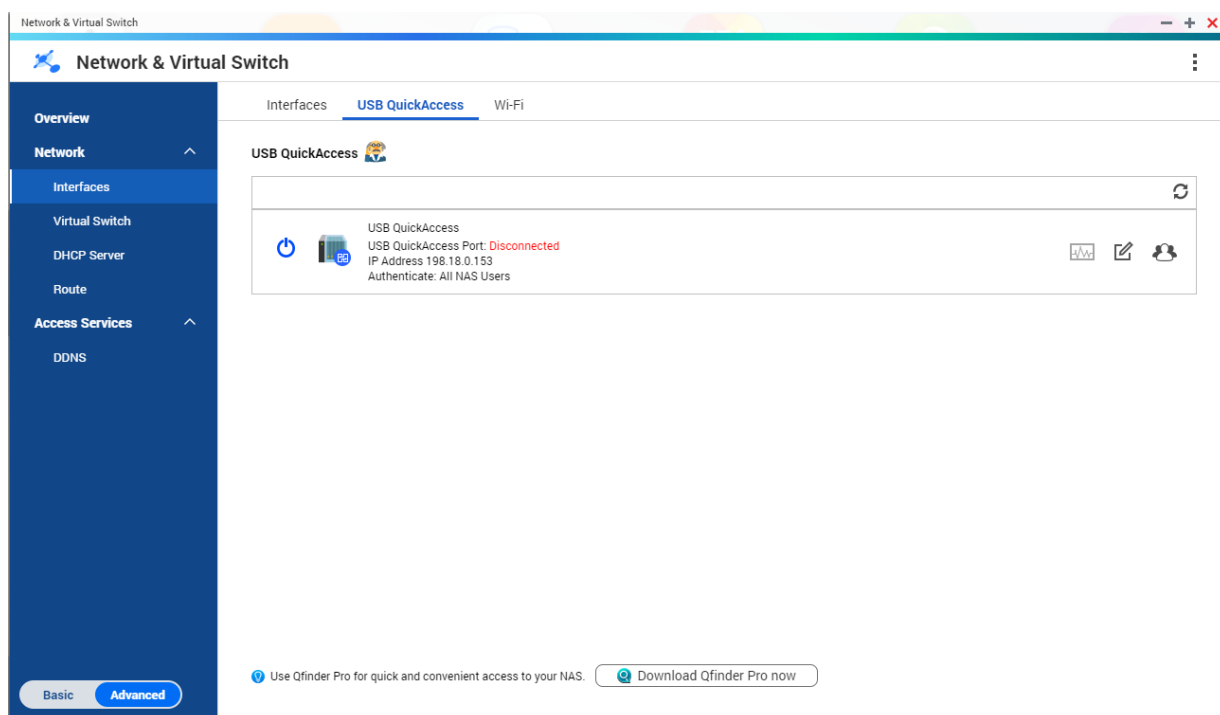 Network & Virtual Switch
Network & Virtual Switch
Overview
Network
Interfaces
Virtual Switch
DHCP Server
Route
Access Services
DDNS
Basic
Advanced
Interfaces
USB QuickAccess
Wi-Fi
USB QuickAccess
USB QuickAccess
USB QuickAccess Port: Disconnected
IP Address 198.18.0.153
Authenticate: All NAS Users
Use Qfinder Pro for quick and convenient access to your NAS.
Download Qfinder Pro now